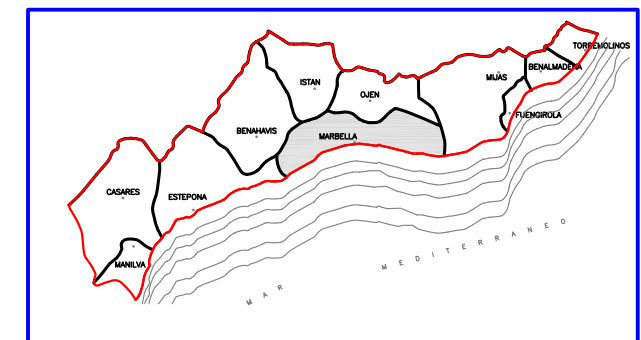 TORREMOLINOS
BENALMADENA
MIJAS
ISTAN
OJEN
FUENGIROLA
BENAHAVIS
MARBELLA
CASARES
ESTEPONA
MANILVA
MAR MEDITERRANEO